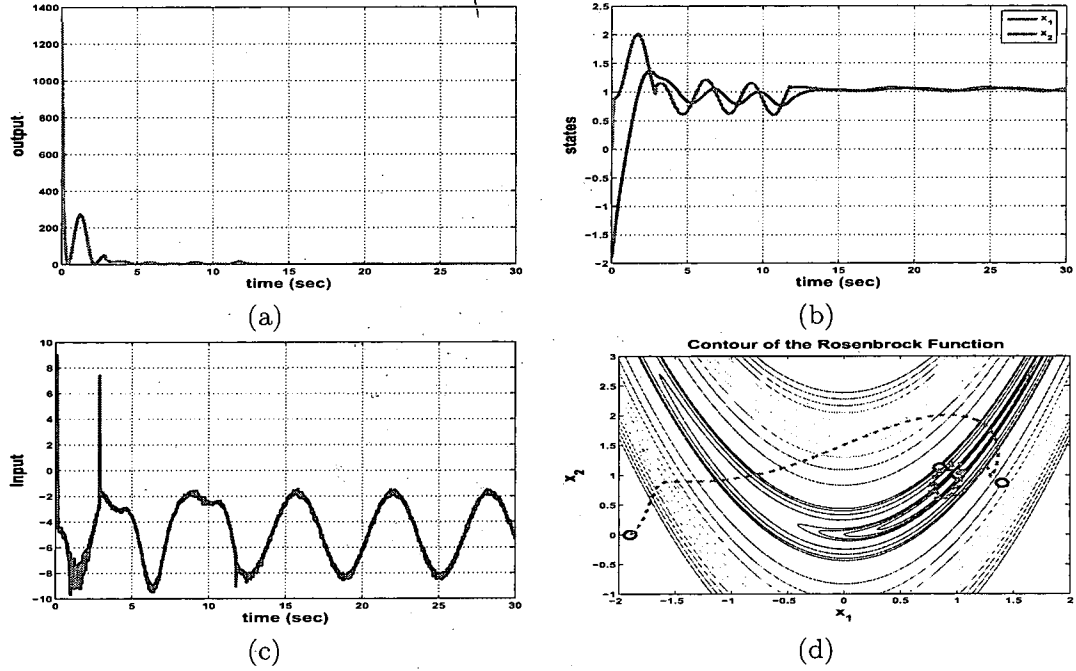 1400
1200
1000
800
600
400
200
0
output
0 5 10 15 20 25 30
time (sec)
(a)
2.5
2
1.5
1
0.5
0
−0.5
−1
−1.5
−2
states
x1
x2
0 5 10 15 20 25 30
time (sec)
(b)
10
8
6
4
2
0
−2
−4
−6
−8
−10
Input
0 5 10 15 20 25 30
time (sec)
(c)
Contour of the Rosenbrock Function
3
2.5
2
1.5
1
0.5
0
−0.5
−1
x_2
−2 −1.5 −1 −0.5 0 0.5 1 1.5 2
x_1
(d)